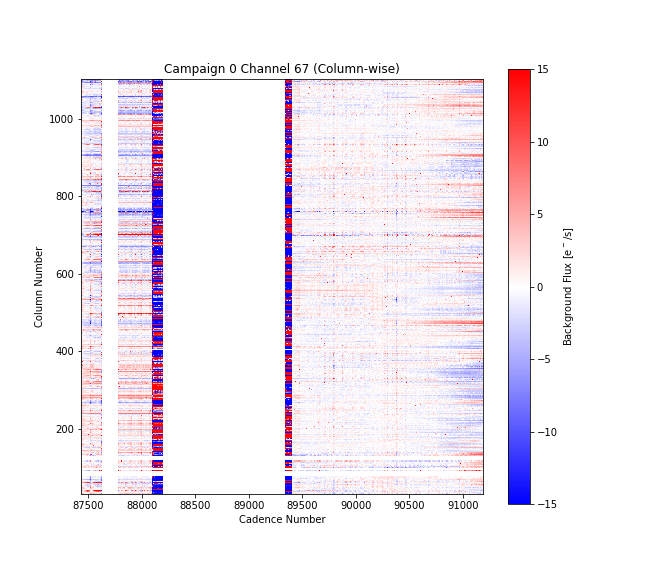 Campaign 0 Channel 67 (Column-wise)
1000
800
600
400
200
Column Number
87500 88000 88500 89000 89500 90000 90500 91000
Cadence Number
15
10
5
0
−5
−10
−15
Background Flux [e⁻/s]